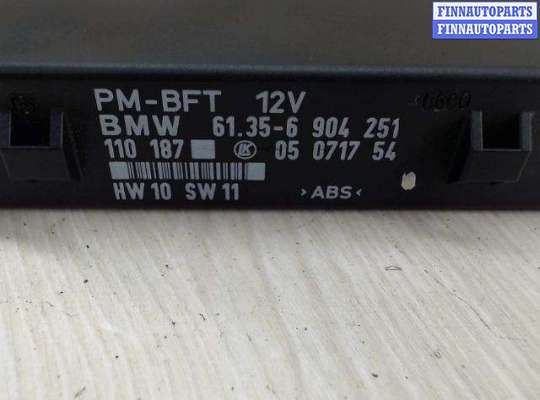 FINNAUTOPARTS
FINNAUTOPARTS
PM-BFT 12V
BMW 61.35-6 904 251
110 187 LK 05 0717 54
HW 10 SW 11 >ABS<